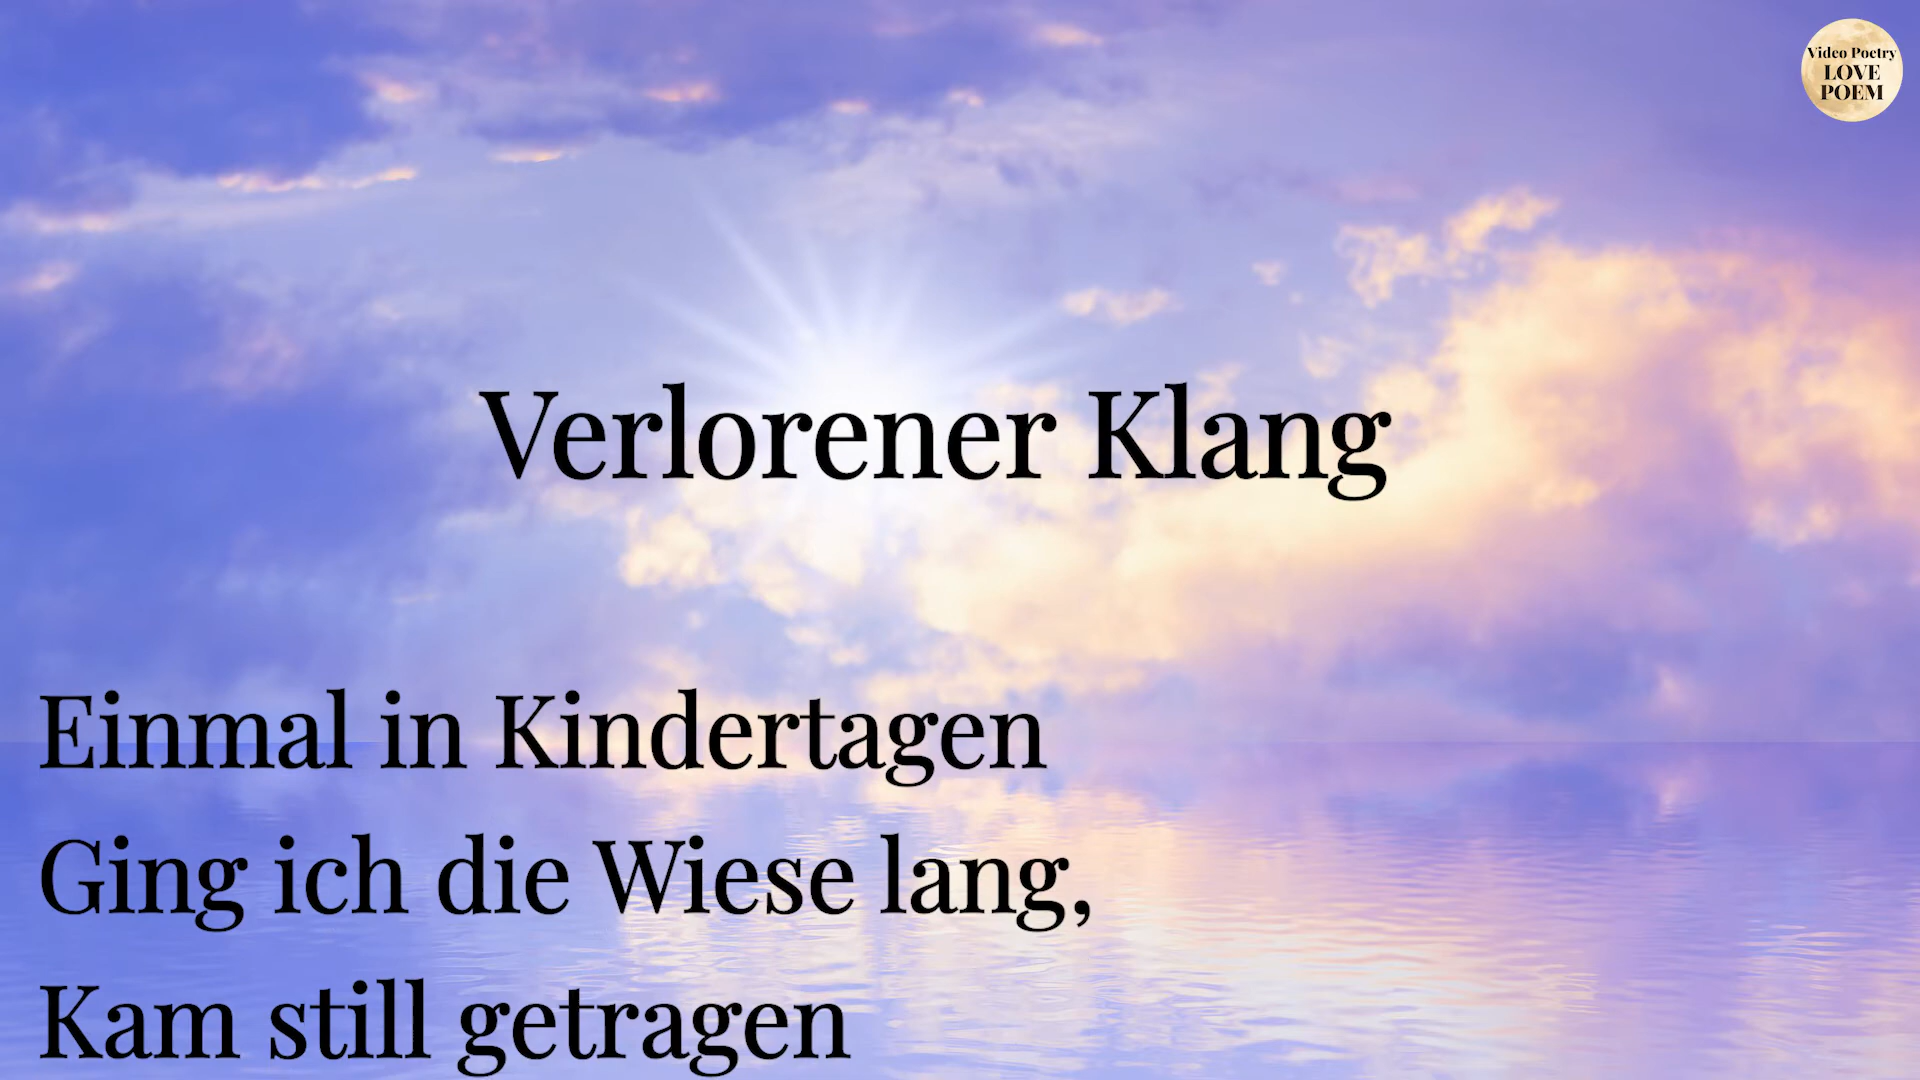 Video Poetry
LOVE
POEM
Verlorener Klang
Einmal in Kindertagen
Ging ich die Wiese lang,
Kam still getragen